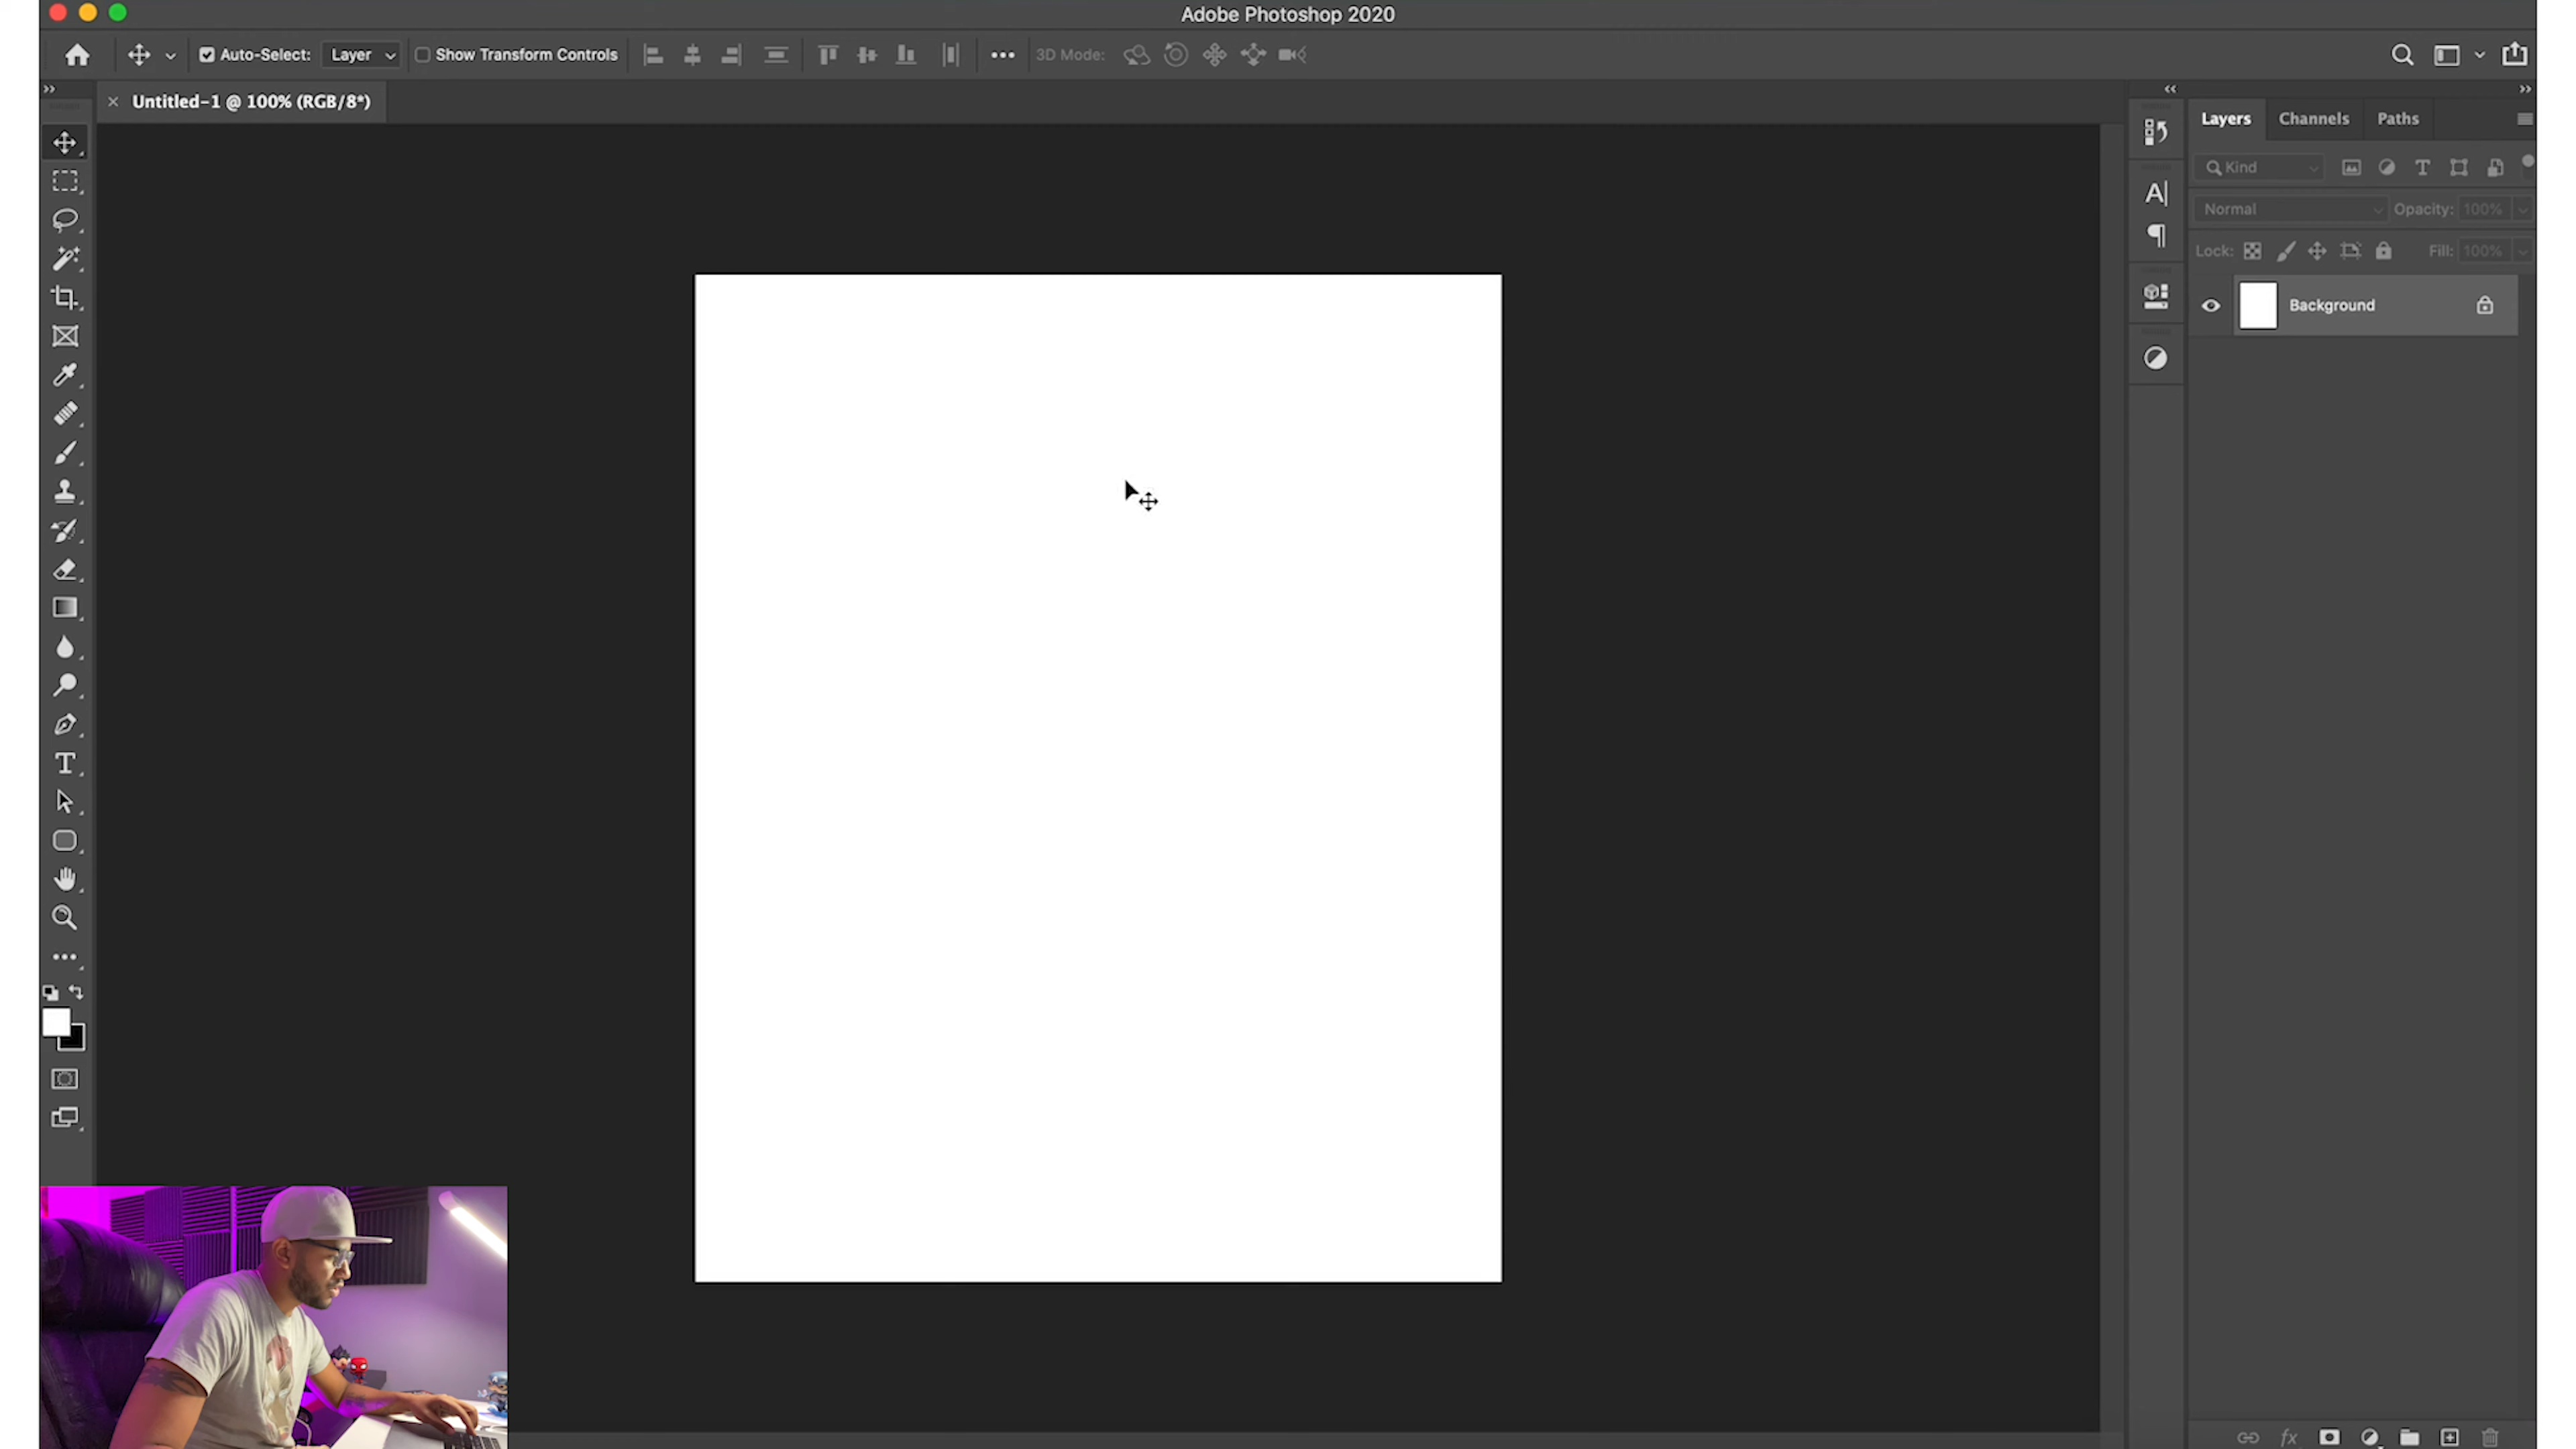 Adobe Photoshop 2020
Auto-Select: Layer Show Transform Controls 3D Mode:
Untitled-1 @ 100% (RGB/8*)
Layers Channels Paths
Kind
Normal Opacity: 100%
Lock: Fill: 100%
Background
fx